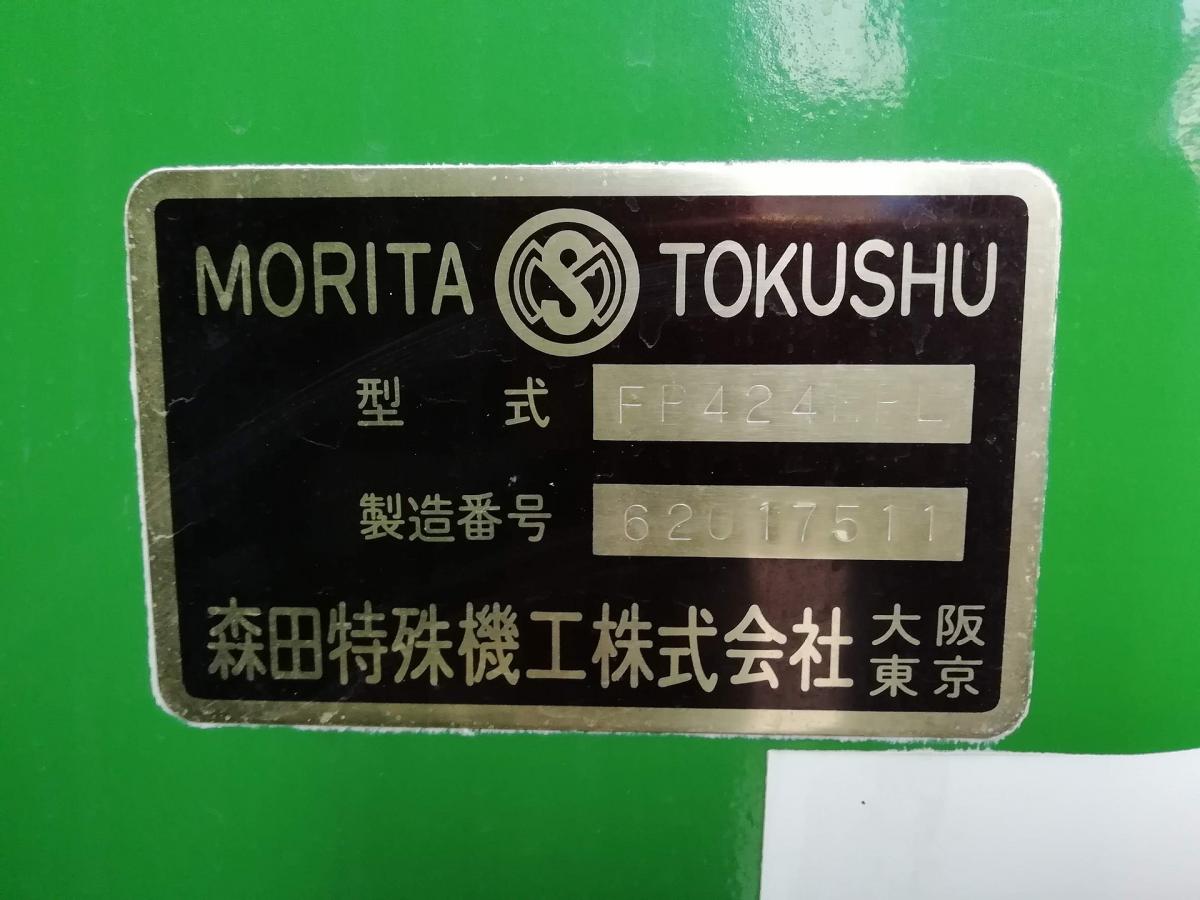 MORITA S TOKUSHU
型式
製造番号 62017511
森田特殊機工株式会社 大阪 東京